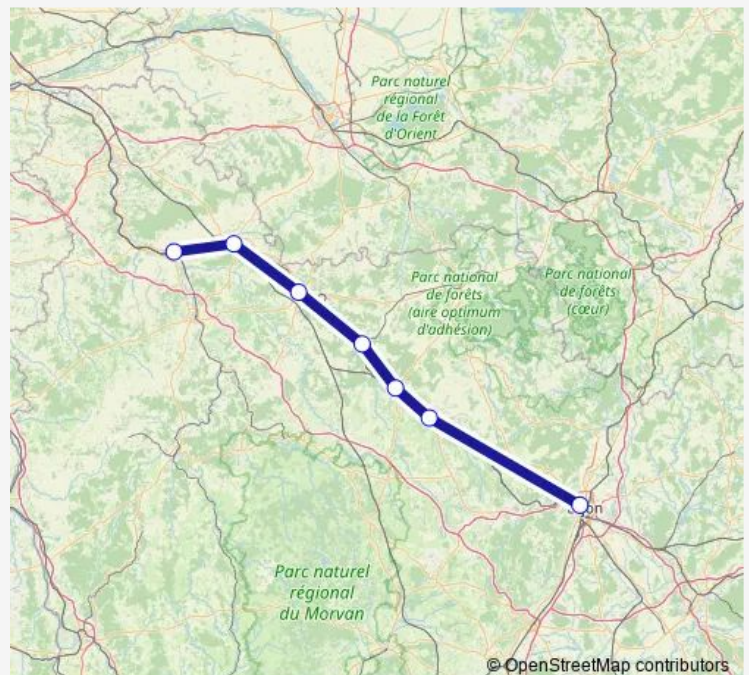 Parc naturel
régional
de la Forêt
d'Orient
Parc national
de forêts
(aire optimum
d'adhésion)
Parc national
de forêts
(cœur)
Parc naturel
régional
du Morvan
© OpenStreetMap contributors